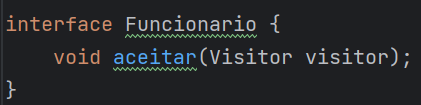 interface Funcionario {
    void aceitar(Visitor visitor);
}